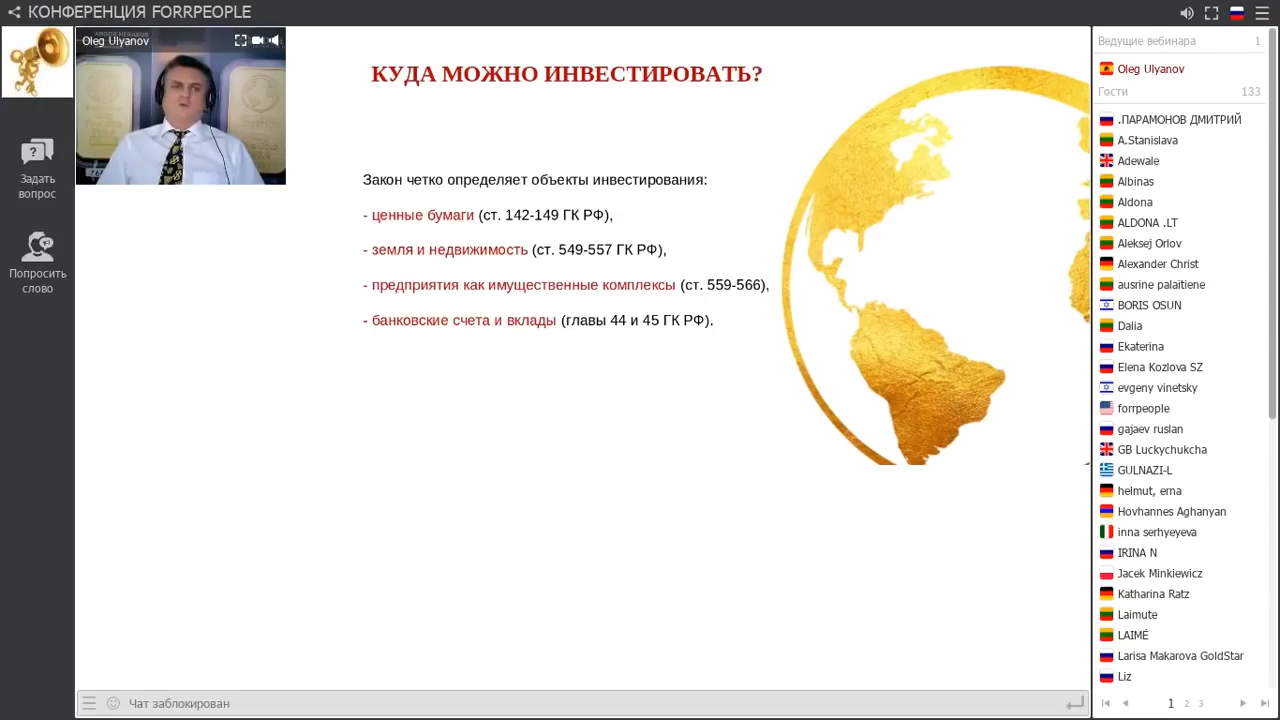 КОНФЕРЕНЦИЯ FORRPEOPLE
Oleg Ulyanov
Задать
вопрос
Попросить
слово
КУДА МОЖНО ИНВЕСТИРОВАТЬ?
Закон четко определяет объекты инвестирования:
- ценные бумаги (ст. 142-149 ГК РФ),
- земля и недвижимость (ст. 549-557 ГК РФ),
- предприятия как имущественные комплексы (ст. 559-566),
- банковские счета и вклады (главы 44 и 45 ГК РФ).
Чат заблокирован
Ведущие вебинара 1
Oleg Ulyanov
Гости 133
.ПАРАМОНОВ ДМИТРИЙ
A.Stanislava
Adewale
Albinas
Aldona
ALDONA .LT
Aleksej Orlov
Alexander Christ
ausrine palaitiene
BORIS OSUN
Dalia
Ekaterina
Elena Kozlova SZ
evgeny vinetsky
forrpeople
gajaev ruslan
GB Luckychukcha
GULNAZI-L
helmut, erna
Hovhannes Aghanyan
inna serhyeyeva
IRINA N
Jacek Minkiewicz
Katharina Ratz
Laimute
LAIMĖ
Larisa Makarova GoldStar
Liz
1 2 3